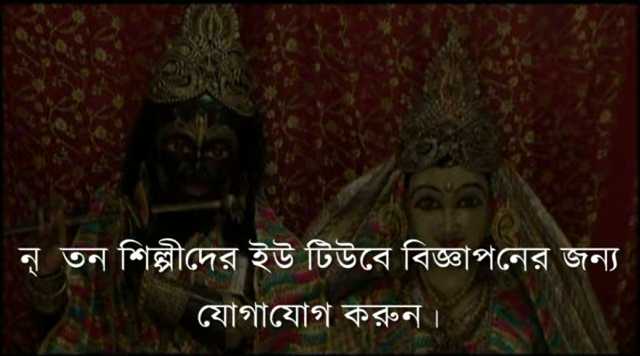 ন্ তন শিল্পীদের ইউ টিউবে বিজ্ঞাপনের জন্য
যোগাযোগ করুন।